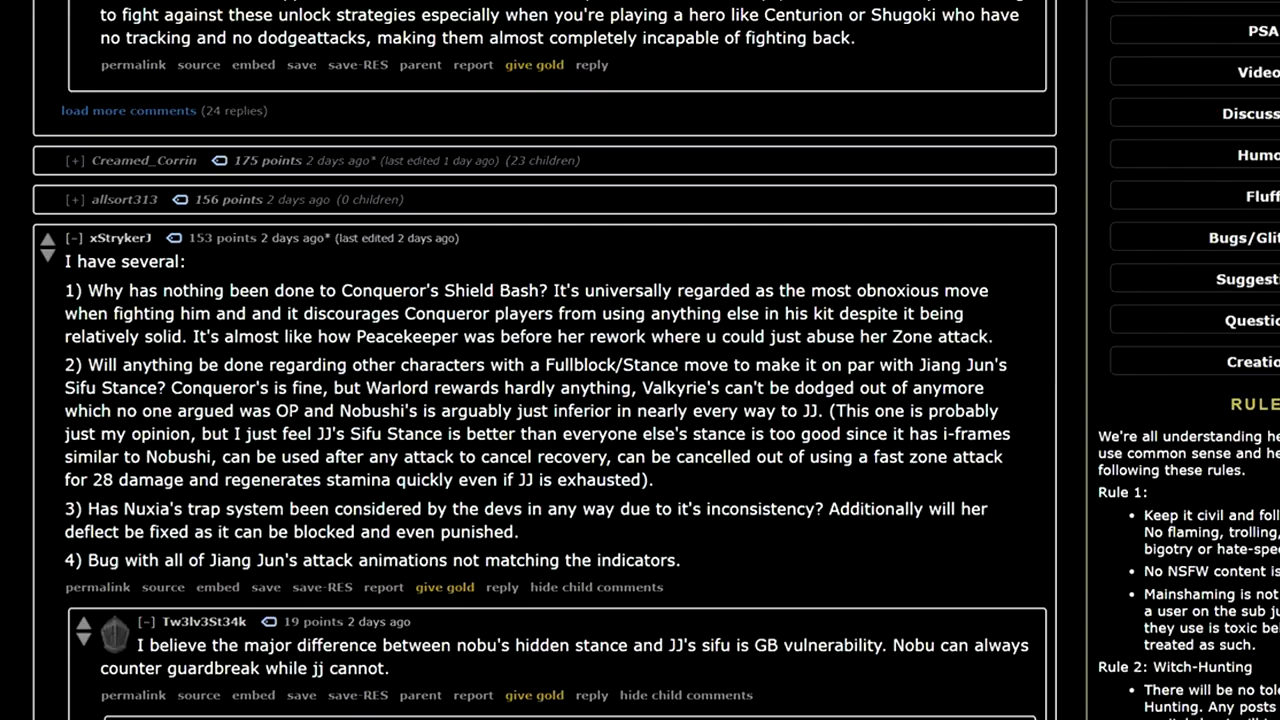 to fight against these unlock strategies especially when you're playing a hero like Centurion or Shugoki who have
no tracking and no dodgeattacks, making them almost completely incapable of fighting back.
permalink source embed save save-RES parent report give gold reply
load more comments (24 replies)
[+] Creamed_Corrin 175 points 2 days ago* (last edited 1 day ago) (23 children)
[+] allsort313 156 points 2 days ago (0 children)
[-] xStrykerJ 153 points 2 days ago* (last edited 2 days ago)
I have several:
1) Why has nothing been done to Conqueror's Shield Bash? It's universally regarded as the most obnoxious move
when fighting him and and it discourages Conqueror players from using anything else in his kit despite it being
relatively solid. It's almost like how Peacekeeper was before her rework where u could just abuse her Zone attack.
2) Will anything be done regarding other characters with a Fullblock/Stance move to make it on par with Jiang Jun's
Sifu Stance? Conqueror's is fine, but Warlord rewards hardly anything, Valkyrie's can't be dodged out of anymore
which no one argued was OP and Nobushi's is arguably just inferior in nearly every way to JJ. (This one is probably
just my opinion, but I just feel JJ's Sifu Stance is better than everyone else's stance is too good since it has i-frames
similar to Nobushi, can be used after any attack to cancel recovery, can be cancelled out of using a fast zone attack
for 28 damage and regenerates stamina quickly even if JJ is exhausted).
3) Has Nuxia's trap system been considered by the devs in any way due to it's inconsistency? Additionally will her
deflect be fixed as it can be blocked and even punished.
4) Bug with all of Jiang Jun's attack animations not matching the indicators.
permalink source embed save save-RES report give gold reply hide child comments
[-] Tw3lv3St34k 19 points 2 days ago
I believe the major difference between nobu's hidden stance and JJ's sifu is GB vulnerability. Nobu can always
counter guardbreak while jj cannot.
permalink source embed save save-RES parent report give gold reply hide child comments
PSA
Video
Discuss
Humo
Fluff
Bugs/Glit
Suggest
Questio
Creatio
RULE
We're all understanding he
use common sense and he
following these rules.
Rule 1:
• Keep it civil and foll
No flaming, trolling,
bigotry or hate-spe
• No NSFW content is
• Mainshaming is not
a user on the sub ju
they use is toxic be
treated as such.
Rule 2: Witch-Hunting
• There will be no tole
Hunting. Any posts